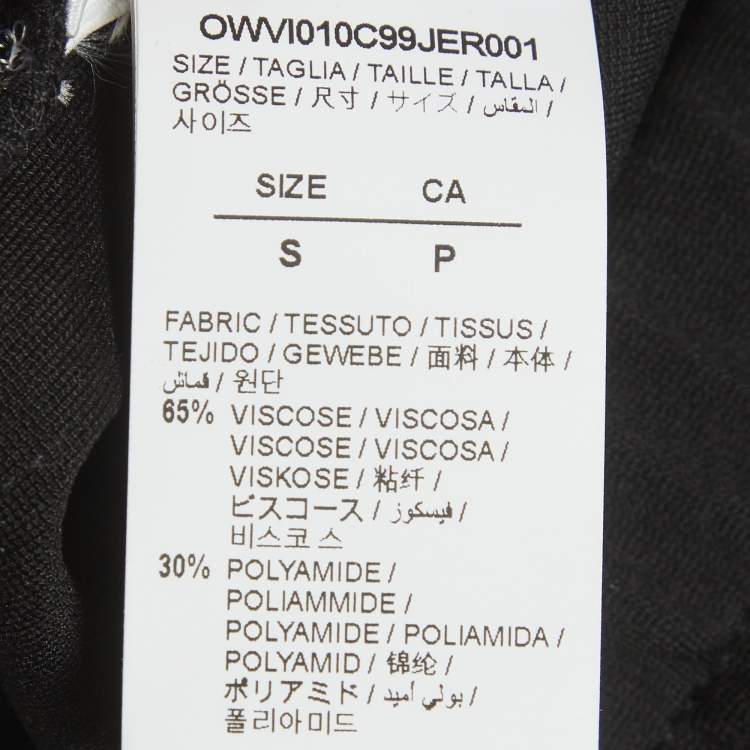 OWVI010C99JER001
SIZE / TAGLIA / TAILLE / TALLA /
GRÖSSE / 尺寸 / サイズ / المقاس /
사이즈
SIZE CA
S P
FABRIC / TESSUTO / TISSUS /
TEJIDO / GEWEBE / 面料 / 本体 /
قماش / 원단
65% VISCOSE / VISCOSA /
VISCOSE / VISCOSA /
VISKOSE / 粘纤 /
ビスコース / فيسكوز /
비스코스
30% POLYAMIDE /
POLIAMMIDE /
POLYAMIDE / POLIAMIDA /
POLYAMID / 锦纶 /
ポリアミド / بولي أميد /
폴리아미드